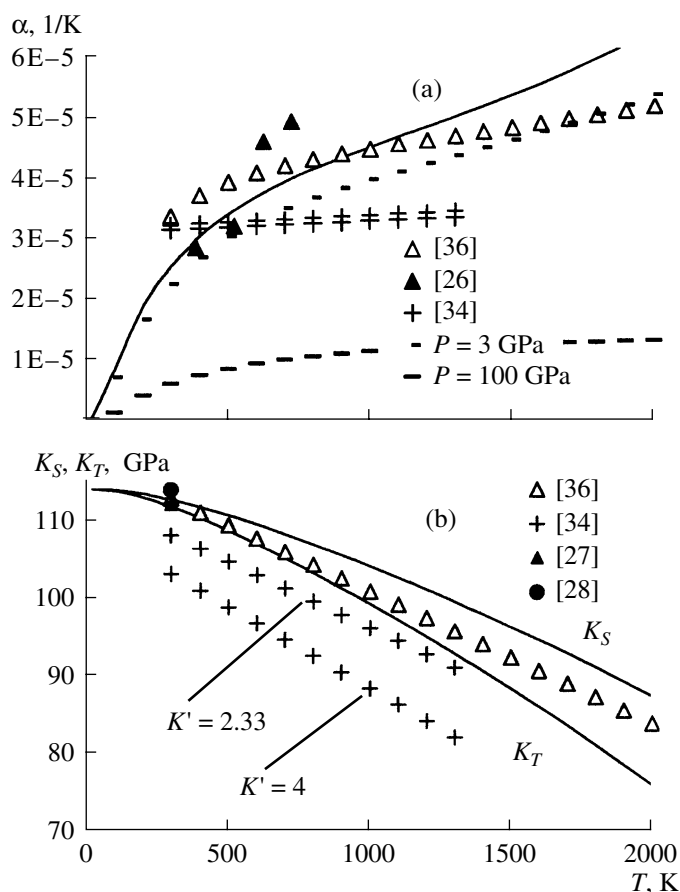 α, 1/K
6E–5
5E–5
4E–5
3E–5
2E–5
1E–5
(a)
[36]
[26]
[34]
P = 3 GPa
P = 100 GPa
K_S, K_T, GPa
110
100
90
80
70
(b)
[36]
[34]
[27]
[28]
K_S
K_T
K' = 2.33
K' = 4
0
500
1000
1500
2000
T, K